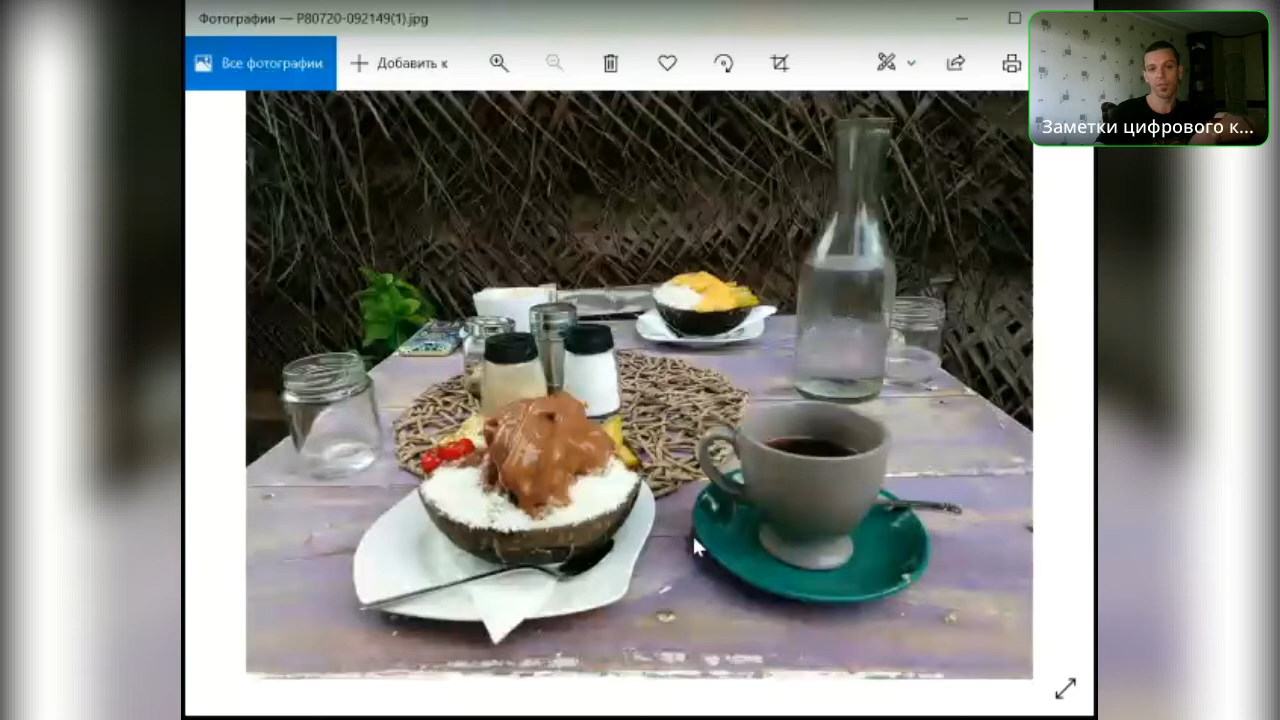 Фотографии — P80720-092149(1).jpg
Все фотографии
Добавить к
Заметки цифрового к...